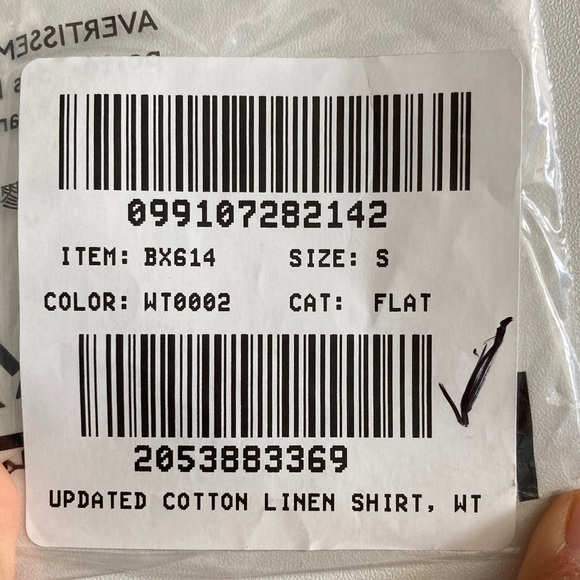 AVERTISSEM
099107282142
ITEM: BX614 SIZE: S
COLOR: WT0002 CAT: FLAT
2053883369
UPDATED COTTON LINEN SHIRT, WT